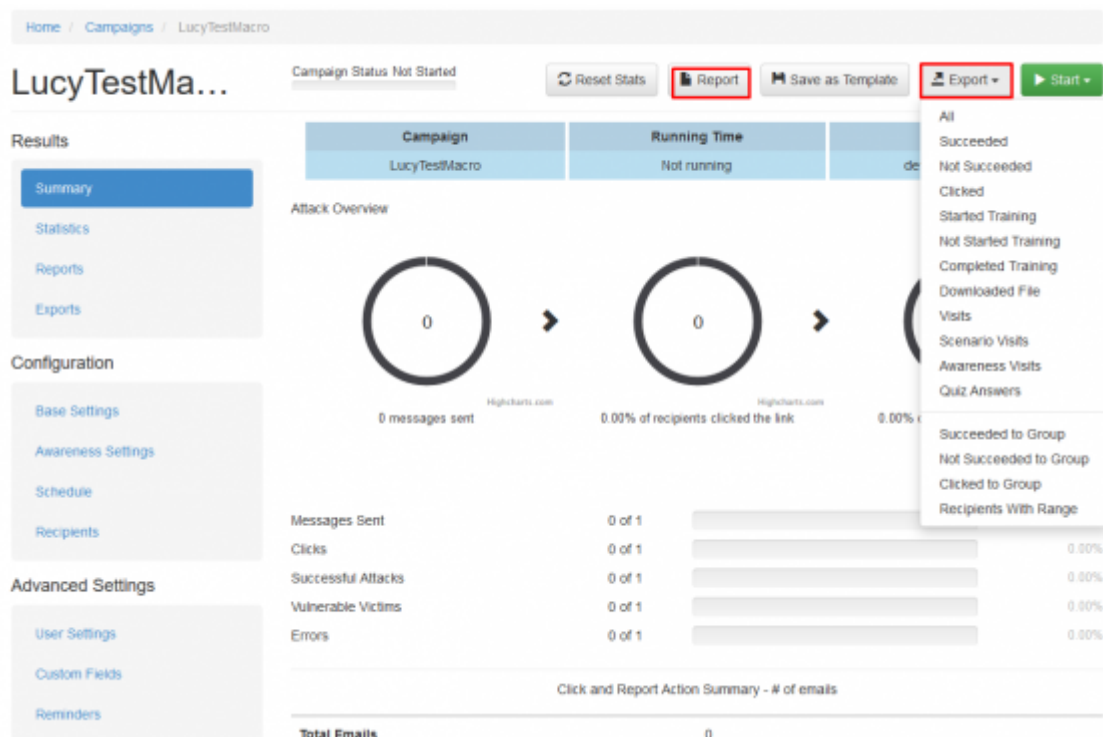 Home / Campaigns / LucyTestMacro
LucyTestMa...
Campaign Status Not Started
Reset Stats
Report
Save as Template
Export
Start
All
Succeeded
Not Succeeded
Clicked
Started Training
Not Started Training
Completed Training
Downloaded File
Visits
Scenario Visits
Awareness Visits
Quiz Answers
Succeeded to Group
Not Succeeded to Group
Clicked to Group
Recipients With Range
Results
Summary
Statistics
Reports
Exports
Configuration
Base Settings
Awareness Settings
Schedule
Recipients
Advanced Settings
User Settings
Custom Fields
Reminders
Campaign Running Time
LucyTestMacro Not running de
Attack Overview
0 0
Highcharts.com Highcharts.com
0 messages sent 0.00% of recipients clicked the link 0.00%
Messages Sent 0 of 1
Clicks 0 of 1 0.00%
Successful Attacks 0 of 1 0.00%
Vulnerable Victims 0 of 1 0.00%
Errors 0 of 1 0.00%
Click and Report Action Summary - # of emails
Total Emails 0